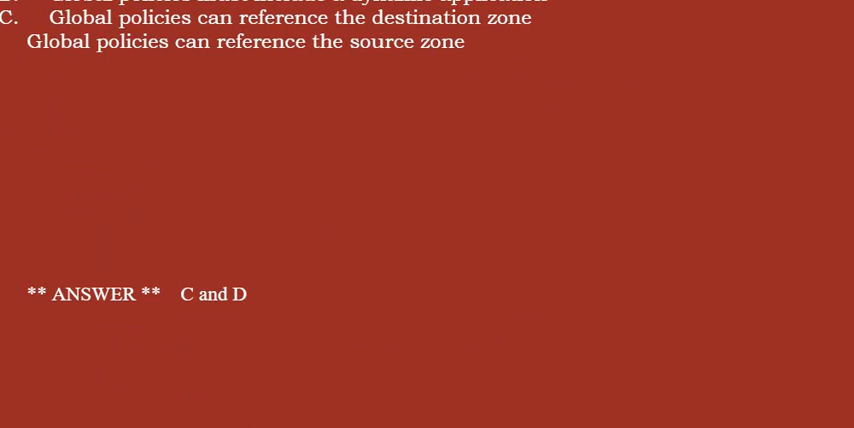 C. Global policies can reference the destination zone
Global policies can reference the source zone
** ANSWER ** C and D